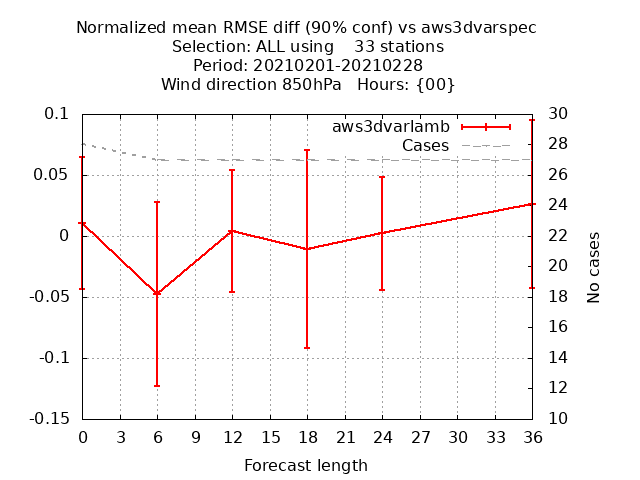 Normalized mean RMSE diff (90% conf) vs aws3dvarspec
Selection: ALL using    33 stations
Period: 20210201-20210228
Wind direction 850hPa   Hours: {00}
aws3dvarlamb
Cases
0.1
0.05
0
-0.05
-0.1
-0.15
30
28
26
24
22
20
18
16
14
12
10
No cases
0 3 6 9 12 15 18 21 24 27 30 33 36
Forecast length